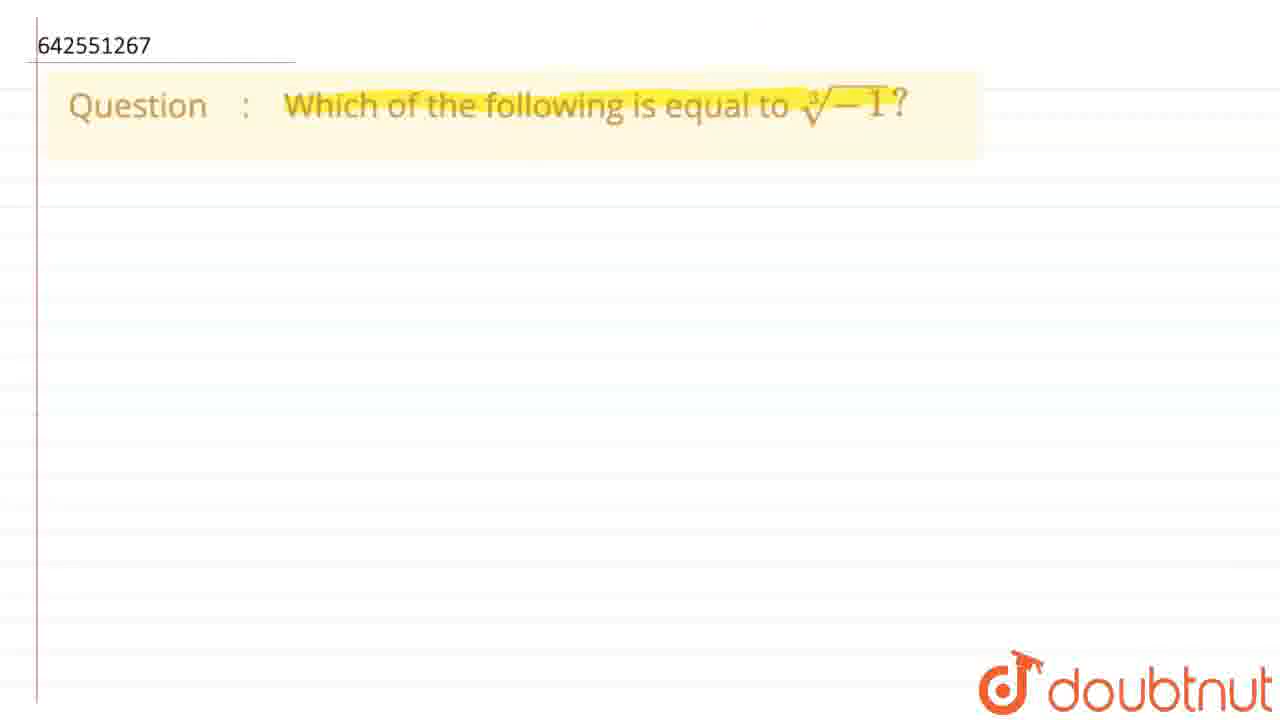 642551267
Question : Which of the following is equal to ∛-1?
doubtnut